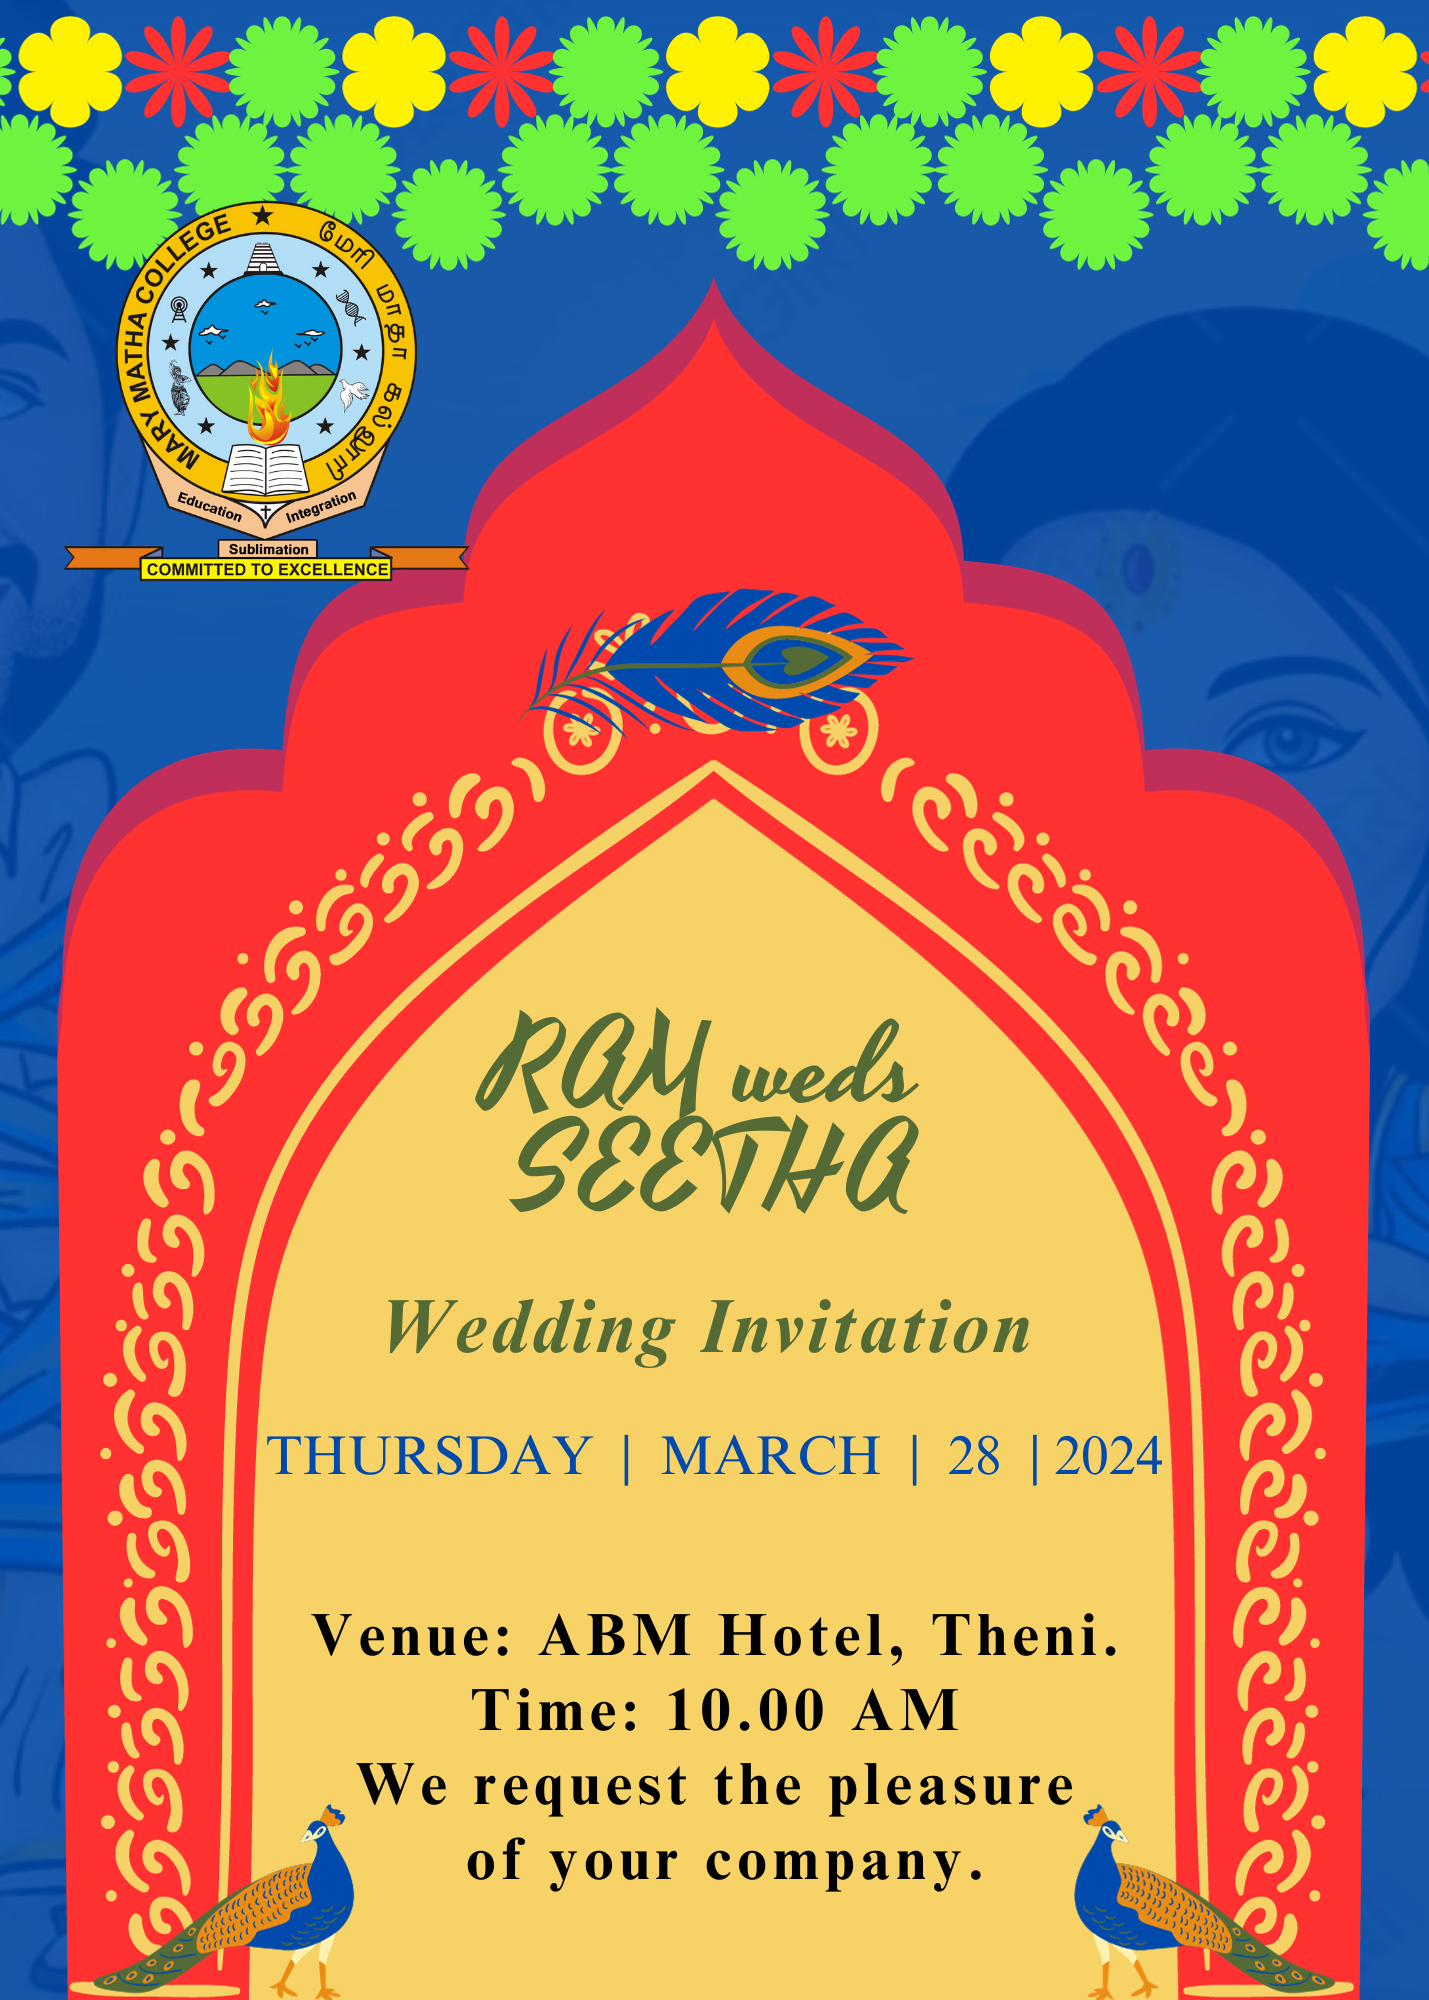 MARY MATHA COLLEGE
மேரி மாதா கல்லூரி
Education
Integration
Sublimation
COMMITTED TO EXCELLENCE
RAM weds
SEETHA
Wedding Invitation
THURSDAY | MARCH | 28 | 2024
Venue: ABM Hotel, Theni.
Time: 10.00 AM
We request the pleasure
of your company.